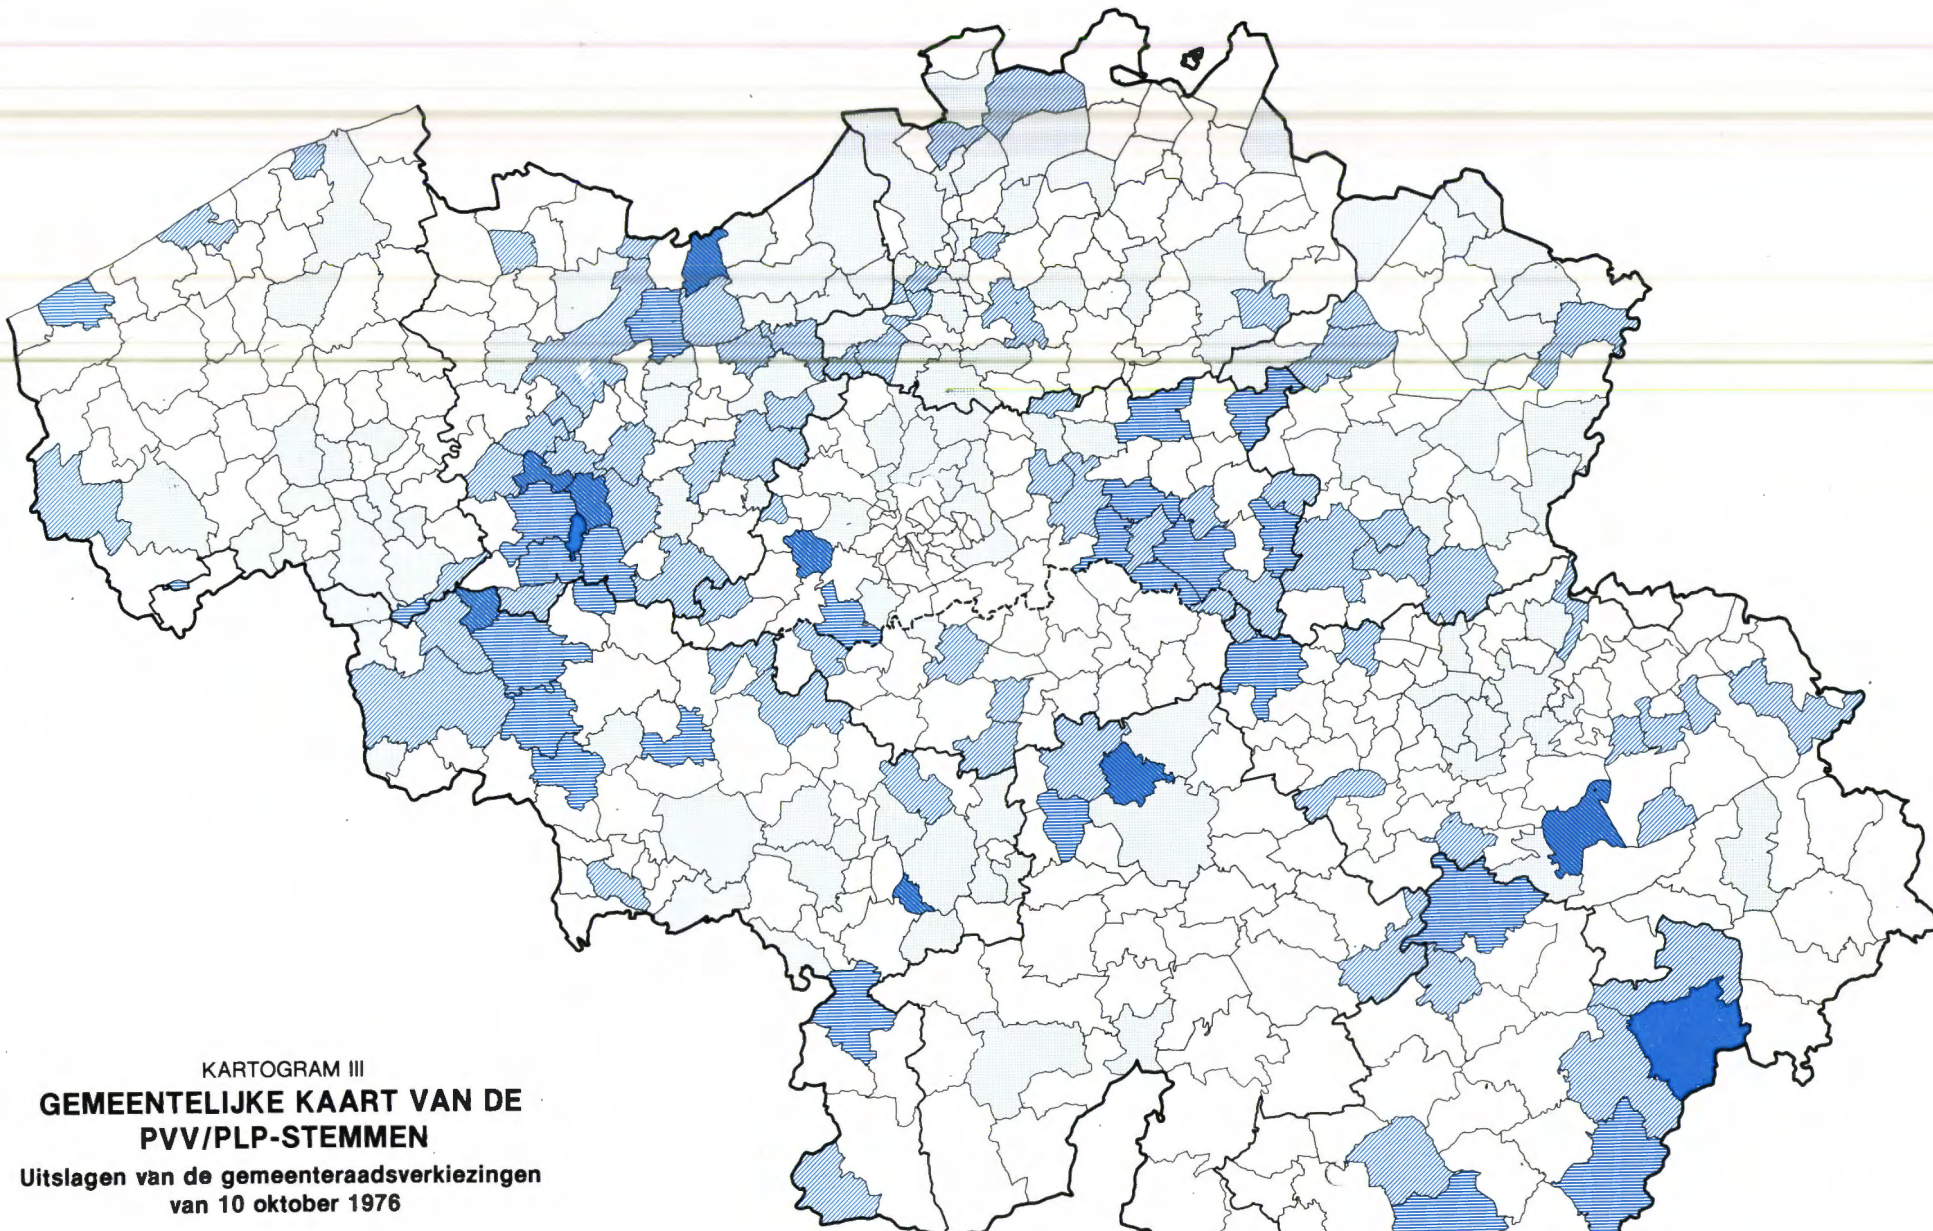 KARTOGRAM III
GEMEENTELIJKE KAART VAN DE
PVV/PLP-STEMMEN
Uitslagen van de gemeenteraadsverkiezingen
van 10 oktober 1976